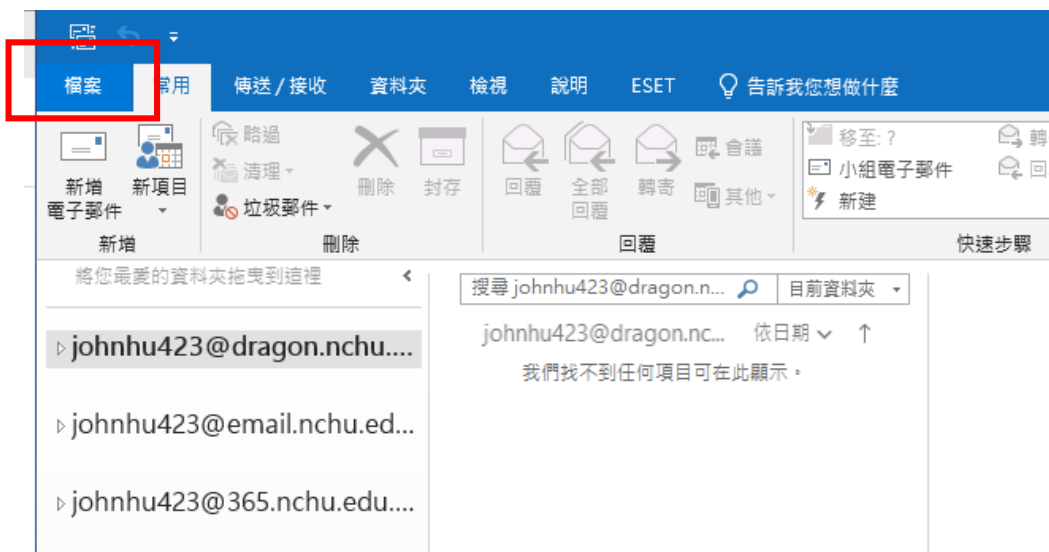 檔案 常用 傳送 / 接收 資料夾 檢視 說明 ESET 告訴我您想做什麼
新增
電子郵件
新項目
新增
略過
清理
垃圾郵件
刪除
封存
刪除
回覆
全部
回覆
轉寄
會議
其他
回覆
移至: ?
小組電子郵件
新建
轉
回
快速步驟
將您最愛的資料夾拖曳到這裡
johnhu423@dragon.nchu....
johnhu423@email.nchu.ed...
johnhu423@365.nchu.edu....
搜尋 johnhu423@dragon.n... 目前資料夾
johnhu423@dragon.nc... 依日期
我們找不到任何項目可在此顯示。